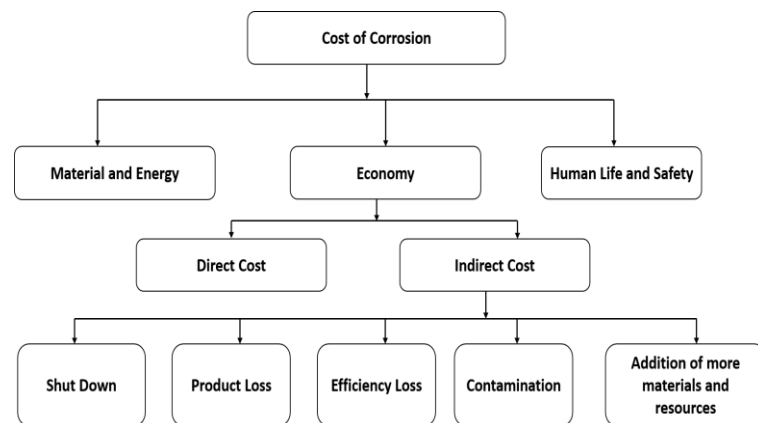 Cost of Corrosion
Material and Energy
Economy
Human Life and Safety
Direct Cost
Indirect Cost
Shut Down
Product Loss
Efficiency Loss
Contamination
Addition of more
materials and
resources